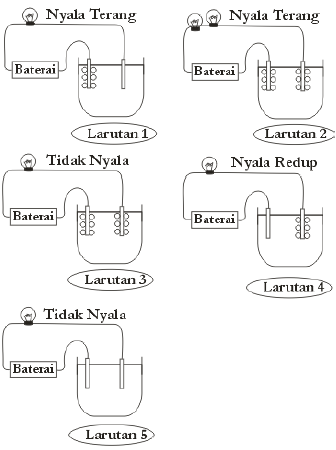 Nyala Terang
Baterai
Larutan 1
Nyala Terang
Baterai
Larutan 2
Tidak Nyala
Baterai
Larutan 3
Nyala Redup
Baterai
Larutan 4
Tidak Nyala
Baterai
Larutan 5